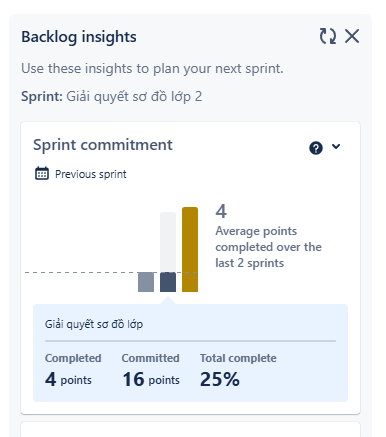 Backlog insights
Use these insights to plan your next sprint.
Sprint: Giải quyết sơ đồ lớp 2
Sprint commitment
Previous sprint
4
Average points
completed over the
last 2 sprints
Giải quyết sơ đồ lớp
Completed Committed Total complete
4 points 16 points 25%